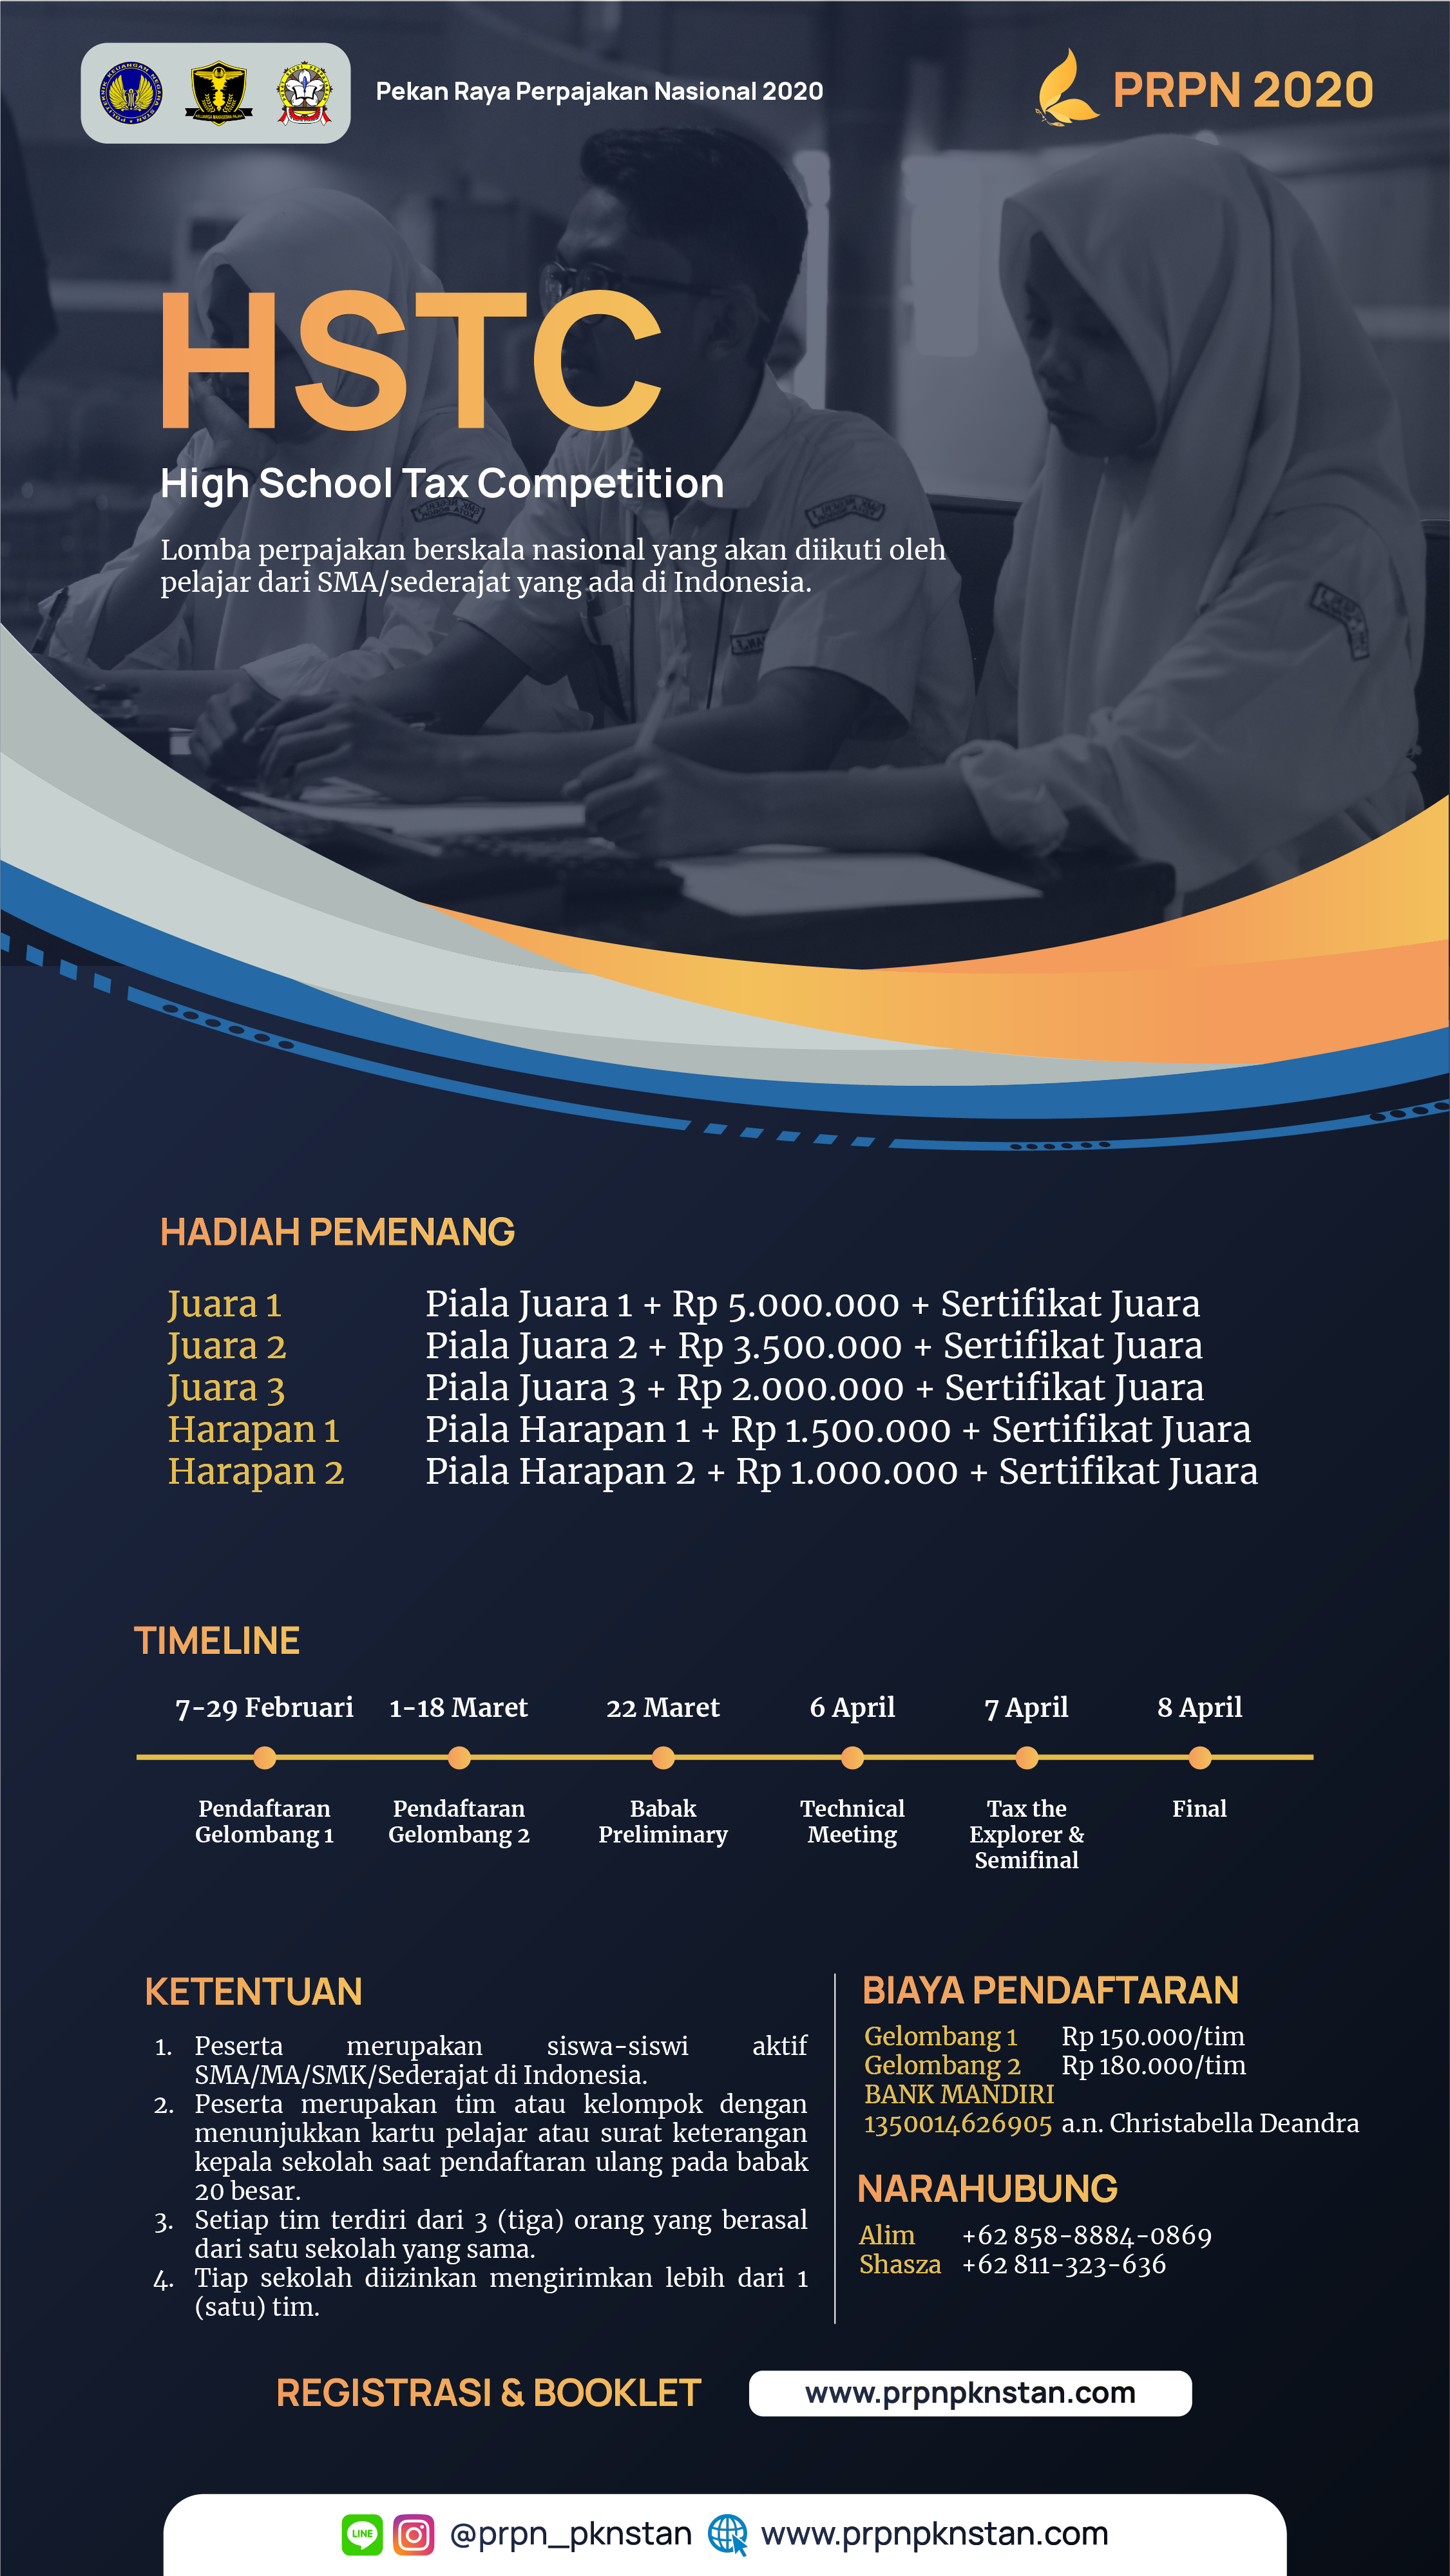 Pekan Raya Perpajakan Nasional 2020
PRPN 2020
HSTC
High School Tax Competition
Lomba perpajakan berskala nasional yang akan diikuti oleh
pelajar dari SMA/sederajat yang ada di Indonesia.
HADIAH PEMENANG
Juara 1 Piala Juara 1 + Rp 5.000.000 + Sertifikat Juara
Juara 2 Piala Juara 2 + Rp 3.500.000 + Sertifikat Juara
Juara 3 Piala Juara 3 + Rp 2.000.000 + Sertifikat Juara
Harapan 1 Piala Harapan 1 + Rp 1.500.000 + Sertifikat Juara
Harapan 2 Piala Harapan 2 + Rp 1.000.000 + Sertifikat Juara
TIMELINE
7-29 Februari 1-18 Maret 22 Maret 6 April 7 April 8 April
Pendaftaran Pendaftaran Babak Technical Tax the Final
Gelombang 1 Gelombang 2 Preliminary Meeting Explorer &
Semifinal
KETENTUAN
1. Peserta merupakan siswa-siswi aktif
SMA/MA/SMK/Sederajat di Indonesia.
2. Peserta merupakan tim atau kelompok dengan
menunjukkan kartu pelajar atau surat keterangan
kepala sekolah saat pendaftaran ulang pada babak
20 besar.
3. Setiap tim terdiri dari 3 (tiga) orang yang berasal
dari satu sekolah yang sama.
4. Tiap sekolah diizinkan mengirimkan lebih dari 1
(satu) tim.
BIAYA PENDAFTARAN
Gelombang 1 Rp 150.000/tim
Gelombang 2 Rp 180.000/tim
BANK MANDIRI
1350014626905 a.n. Christabella Deandra
NARAHUBUNG
Alim +62 858-8884-0869
Shasza +62 811-323-636
REGISTRASI & BOOKLET www.prpnpknstan.com
LINE @prpn_pknstan www.prpnpknstan.com